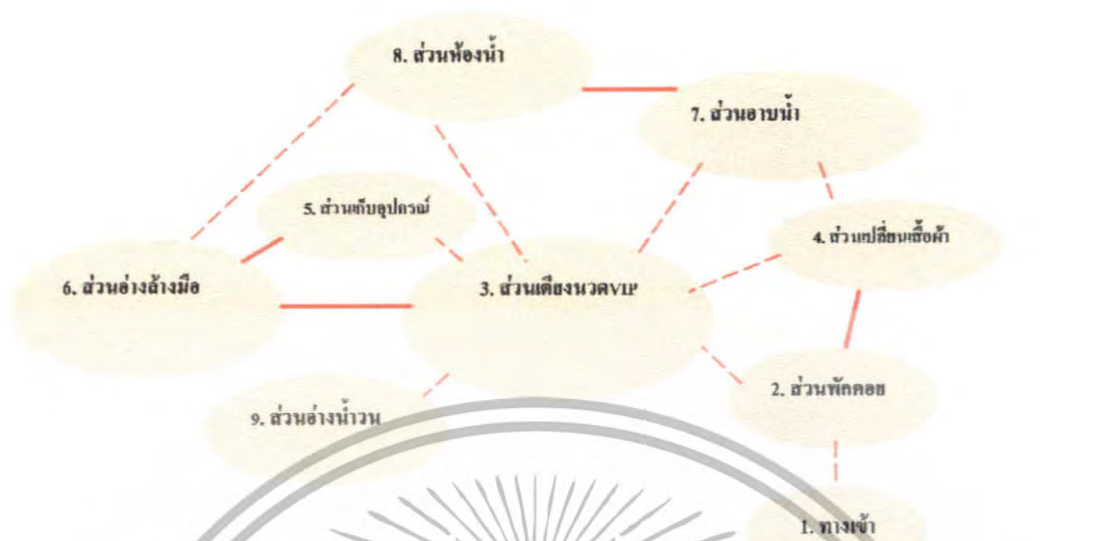 8. ส่วนห้องน้ำ
7. ส่วนอาบน้ำ
5. ส่วนเก็บอุปกรณ์
4. ส่วนเปลี่ยนเสื้อผ้า
6. ส่วนอ่างล้างมือ
3. ส่วนเตียงนวดVIP
2. ส่วนพักคอย
9. ส่วนอ่างน้ำวน
1. ทางเข้า